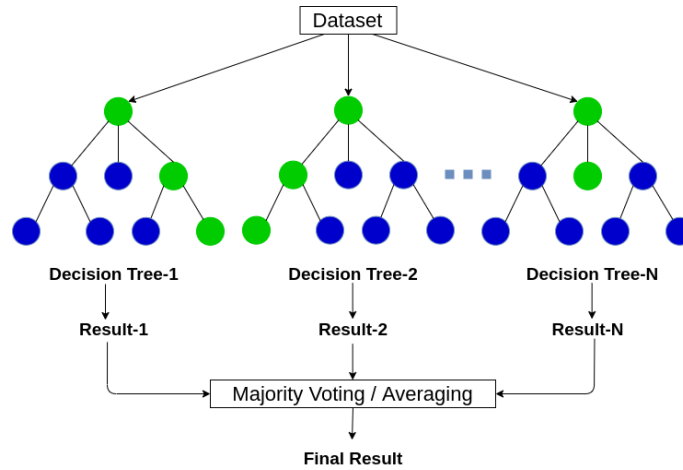 Dataset
Decision Tree-1
Decision Tree-2
Decision Tree-N
Result-1
Result-2
Result-N
Majority Voting / Averaging
Final Result